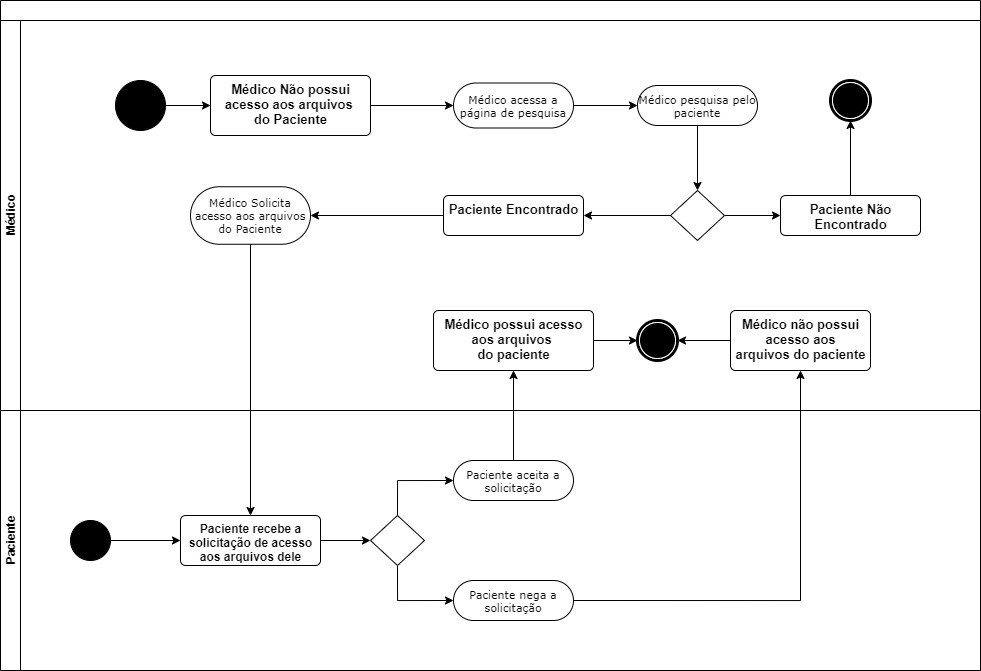 Médico
Médico Não possui
acesso aos arquivos
do Paciente
Médico acessa a
página de pesquisa
Médico pesquisa pelo
paciente
Médico Solicita
acesso aos arquivos
do Paciente
Paciente Encontrado
Paciente Não
Encontrado
Médico possui acesso
aos arquivos
do paciente
Médico não possui
acesso aos
arquivos do paciente
Paciente
Paciente aceita a
solicitação
Paciente recebe a
solicitação de acesso
aos arquivos dele
Paciente nega a
solicitação